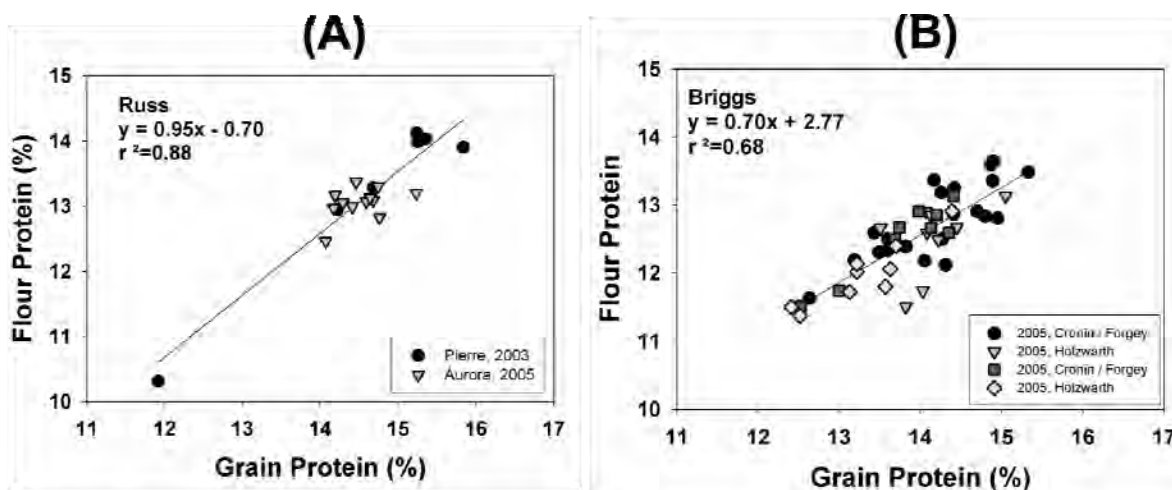 (A)
15
14
13
12
11
10
Flour Protein (%)
Russ
y = 0.95x - 0.70
r ²=0.88
Pierre, 2003
Aurora, 2005
11 12 13 14 15 16 17
Grain Protein (%)
(B)
15
14
13
12
11
10
Flour Protein
Briggs
y = 0.70x + 2.77
r ²=0.68
2005, Cronin / Forgey
2005, Holzwarth
2005, Cronin / Forgey
2005, Holzwarth
11 12 13 14 15 16 17
Grain Protein (%)